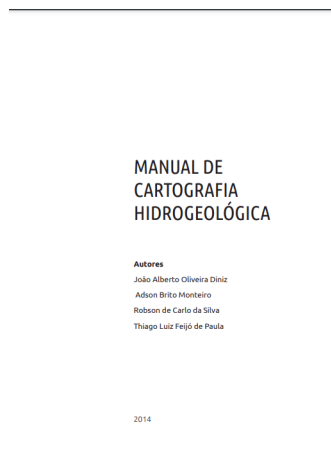 MANUAL DE
CARTOGRAFIA
HIDROGEOLÓGICA
Autores
João Alberto Oliveira Diniz
Adson Brito Monteiro
Robson de Carlo da Silva
Thiago Luiz Feijó de Paula
2014